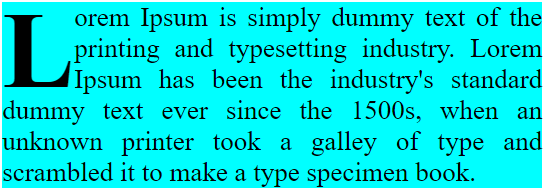 Lorem Ipsum is simply dummy text of the
printing and typesetting industry. Lorem
Ipsum has been the industry's standard
dummy text ever since the 1500s, when an
unknown printer took a galley of type and
scrambled it to make a type specimen book.